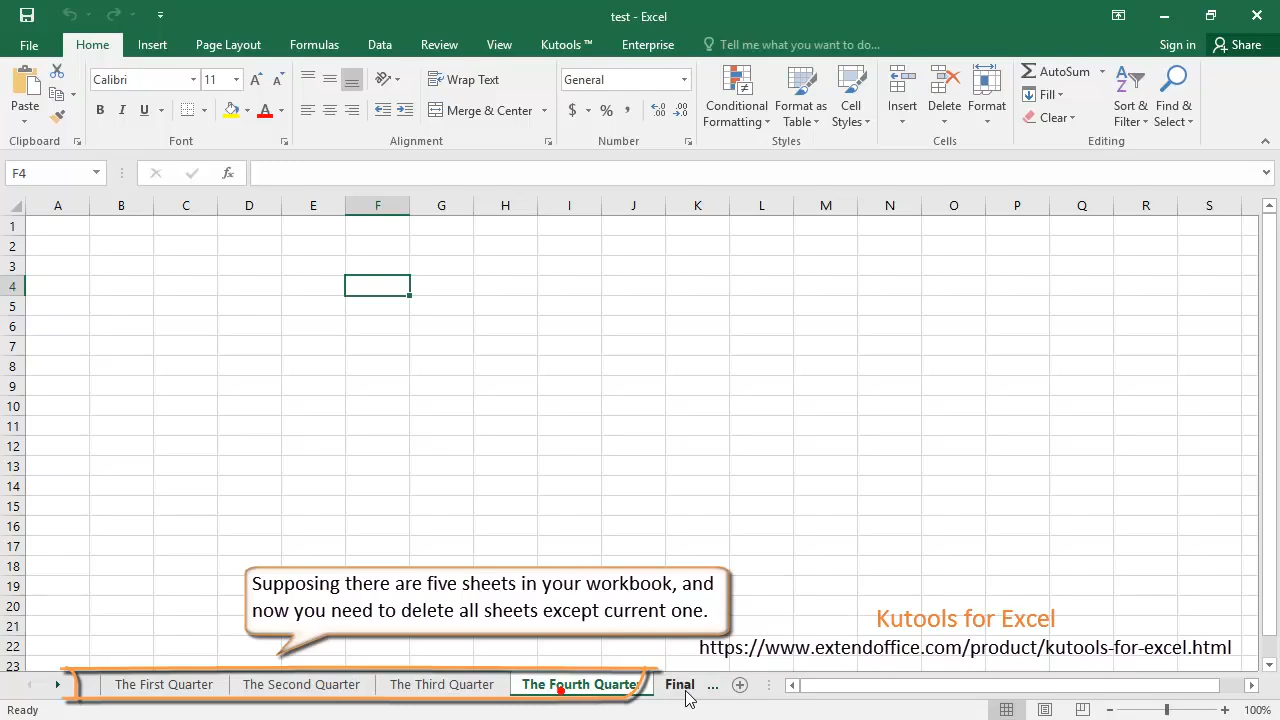 test - Excel
File Home Insert Page Layout Formulas Data Review View Kutools ™ Enterprise Tell me what you want to do... Sign in Share
Paste
Clipboard
Calibri 11
B I U A
Font
Wrap Text
Merge & Center
Alignment
General
$ % ,
Number
Conditional Formatting
Format as Table
Cell Styles
Styles
Insert Delete Format
Cells
AutoSum
Fill
Clear
Sort & Filter
Find & Select
Editing
F4 fx
A B C D E F G H I J K L M N O P Q R S
1
2
3
4
5
6
7
8
9
10
11
12
13
14
15
16
17
18
19
20
21
22
23
Supposing there are five sheets in your workbook, and
now you need to delete all sheets except current one.
Kutools for Excel
https://www.extendoffice.com/product/kutools-for-excel.html
The First Quarter The Second Quarter The Third Quarter The Fourth Quarter Final ...
Ready 100%